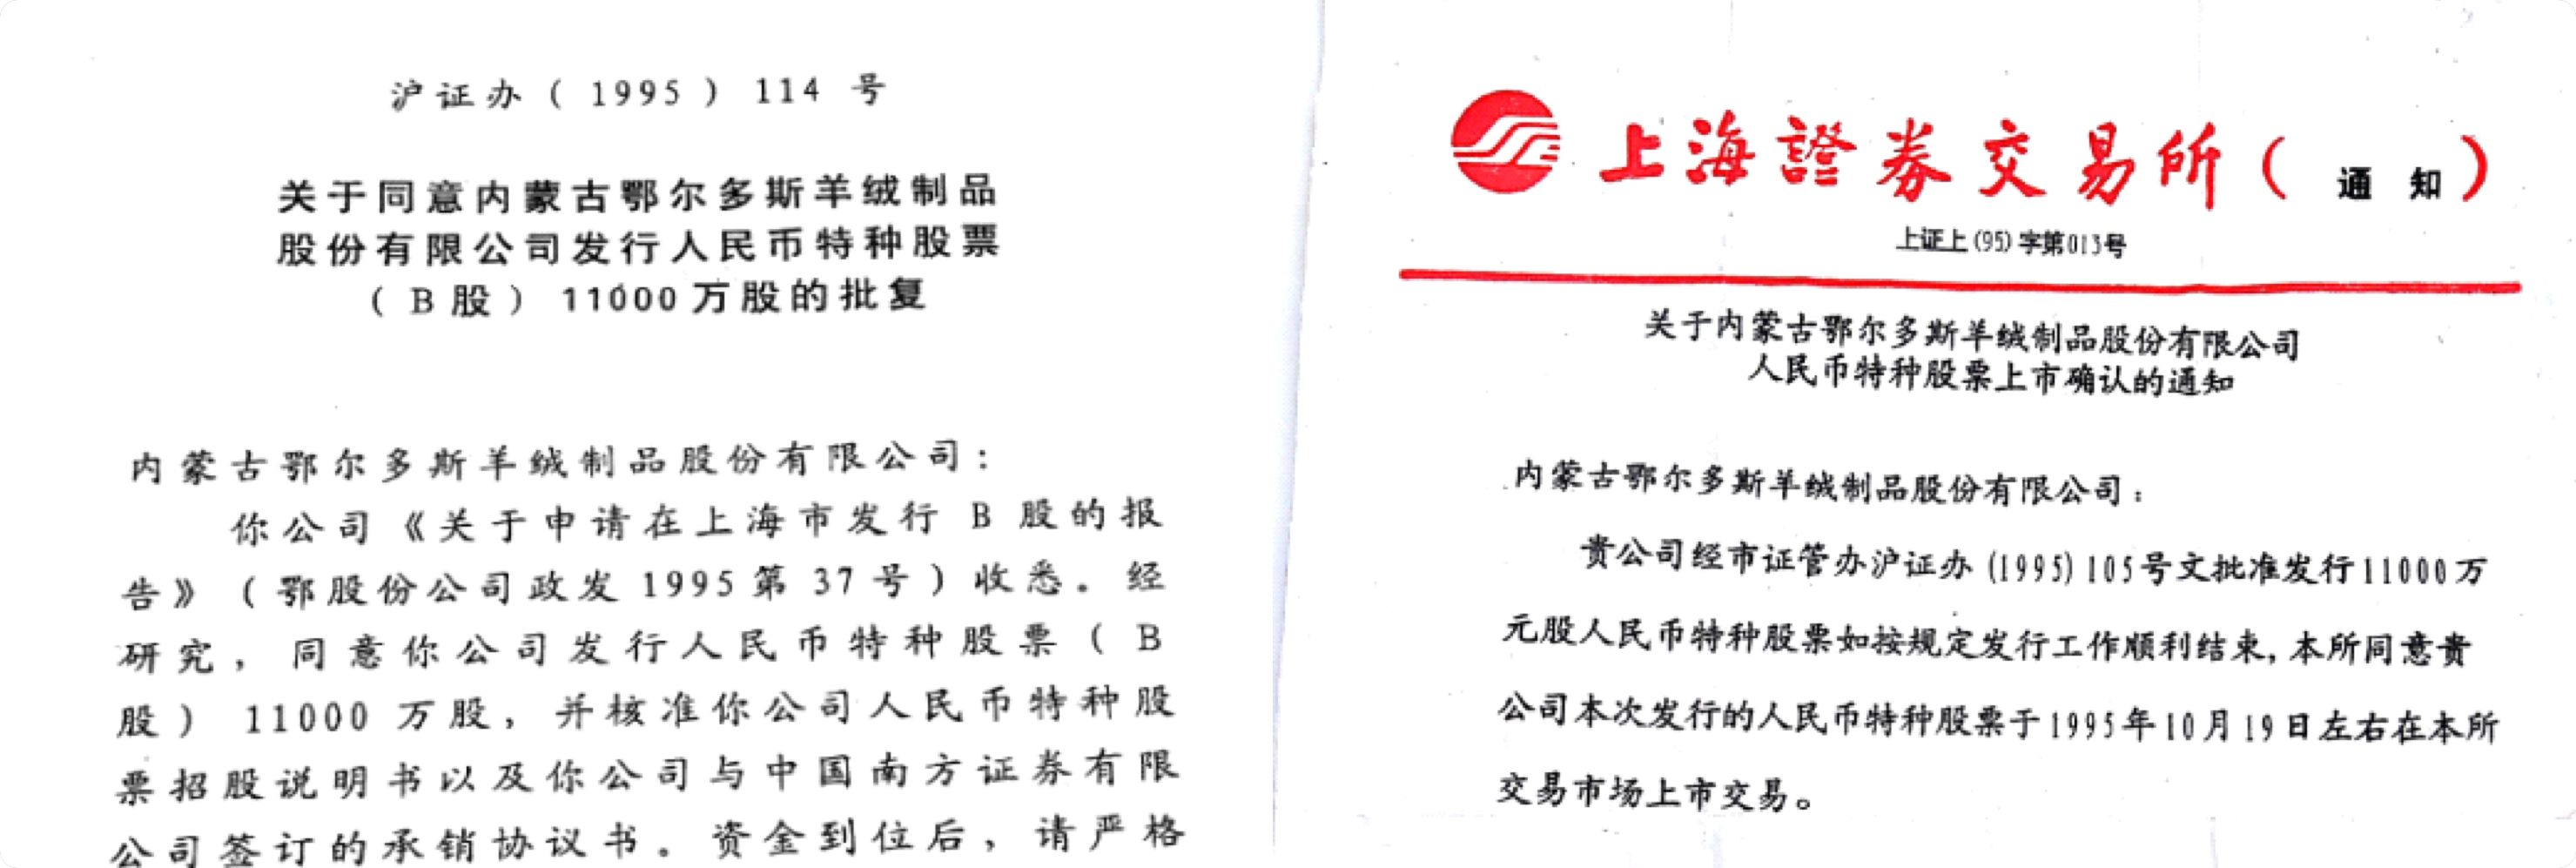 沪证办(1995)114号
关于同意内蒙古鄂尔多斯羊绒制品
股份有限公司发行人民币特种股票
(B股)11000万股的批复
内蒙古鄂尔多斯羊绒制品股份有限公司：
你公司《关于申请在上海市发行B股的报
告》(鄂股份公司政发1995第37号)收悉。经
研究，同意你公司发行人民币特种股票(B
股)11000万股，并核准你公司人民币特种股
票招股说明书以及你公司与中国南方证券有限
公司签订的承销协议书。资金到位后，请严格
上海證券交易所(通知)
上证上(95)字第013号
关于内蒙古鄂尔多斯羊绒制品股份有限公司
人民币特种股票上市确认的通知
内蒙古鄂尔多斯羊绒制品股份有限公司：
贵公司经市证管办沪证办(1995)105号文批准发行11000万
元股人民币特种股票如按规定发行工作顺利结束,本所同意贵
公司本次发行的人民币特种股票于1995年10月19日左右在本所
交易市场上市交易。